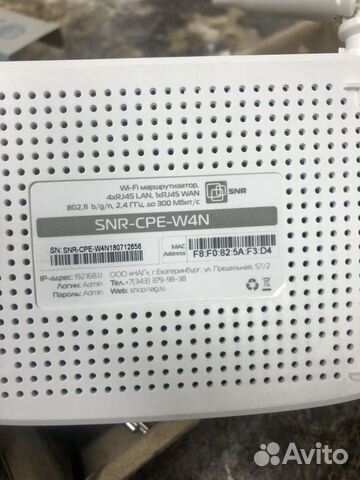 Wi-Fi маршрутизатор,
4xRJ45 LAN, 1xRJ45 WAN
802.11 b/g/n, 2,4 ГГц, до 300 Мбит/с
SNR
SNR-CPE-W4N
SN: SNR-CPE-W4N180712656
MAC Address F8:F0:82:5A:F3:D4
IP-адрес: 192.168.1.1
Логин: Admin
Пароль: Admin
ООО «НАГ», г. Екатеринбург, ул. Предельная, 57/2
Тел.:+7(343) 379-98-38
Web: shop.nag.ru
Avito